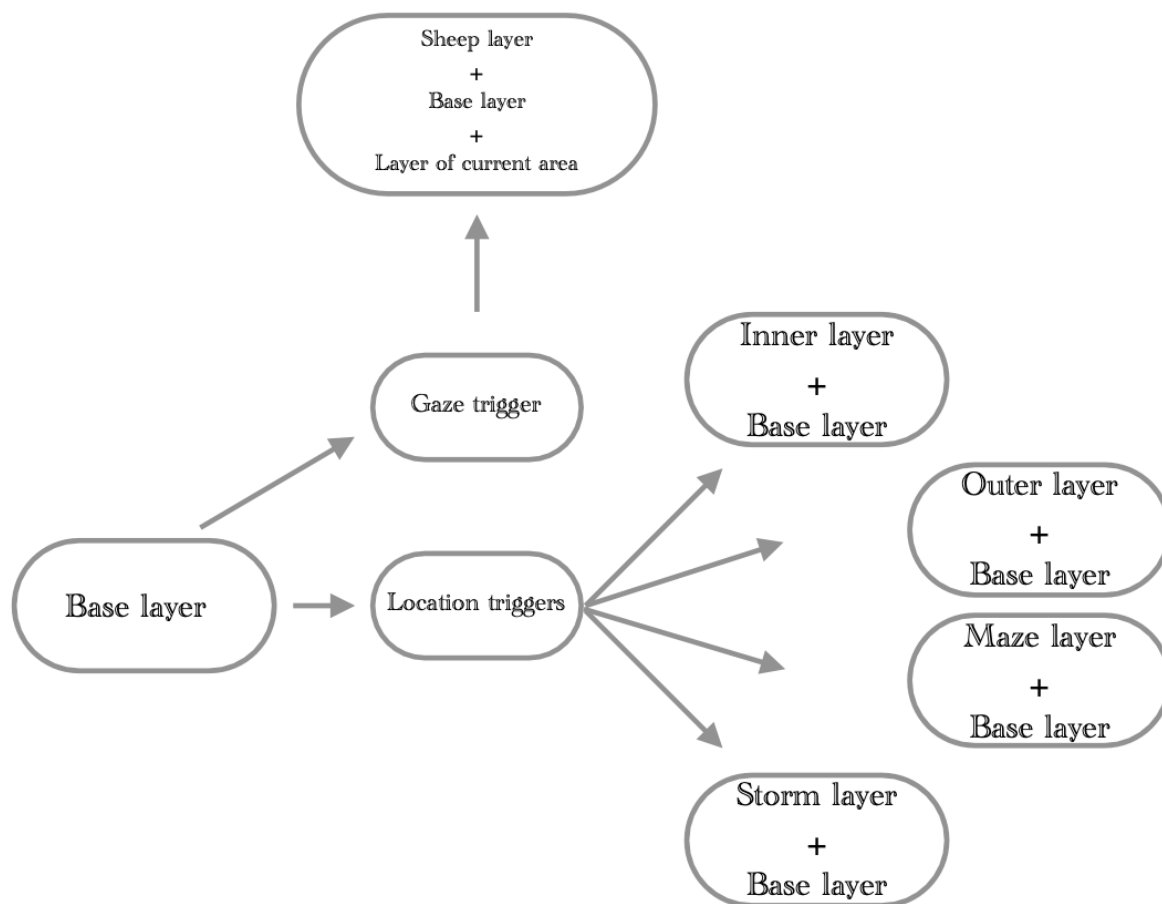 Sheep layer
+
Base layer
+
Layer of current area
Gaze trigger
Base layer
Location triggers
Inner layer
+
Base layer
Outer layer
+
Base layer
Maze layer
+
Base layer
Storm layer
+
Base layer